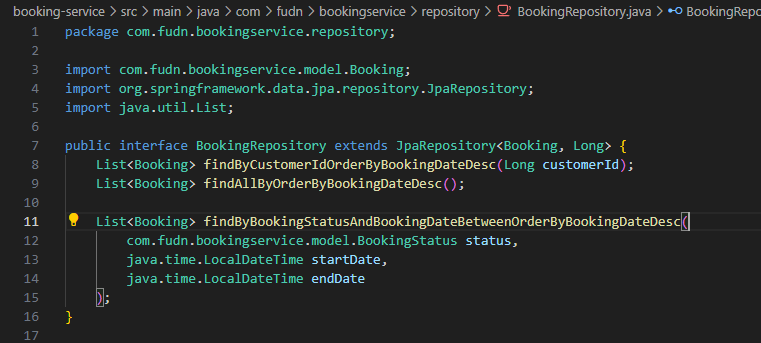 booking-service > src > main > java > com > fudn > bookingservice > repository > BookingRepository.java > BookingRepo
1 package com.fudn.bookingservice.repository;
2
3 import com.fudn.bookingservice.model.Booking;
4 import org.springframework.data.jpa.repository.JpaRepository;
5 import java.util.List;
6
7 public interface BookingRepository extends JpaRepository<Booking, Long> {
8     List<Booking> findByCustomerIdOrderByBookingDateDesc(Long customerId);
9     List<Booking> findAllByOrderByBookingDateDesc();
10
11     List<Booking> findByBookingStatusAndBookingDateBetweenOrderByBookingDateDesc(
12         com.fudn.bookingservice.model.BookingStatus status,
13         java.time.LocalDateTime startDate,
14         java.time.LocalDateTime endDate
15     );
16 }
17